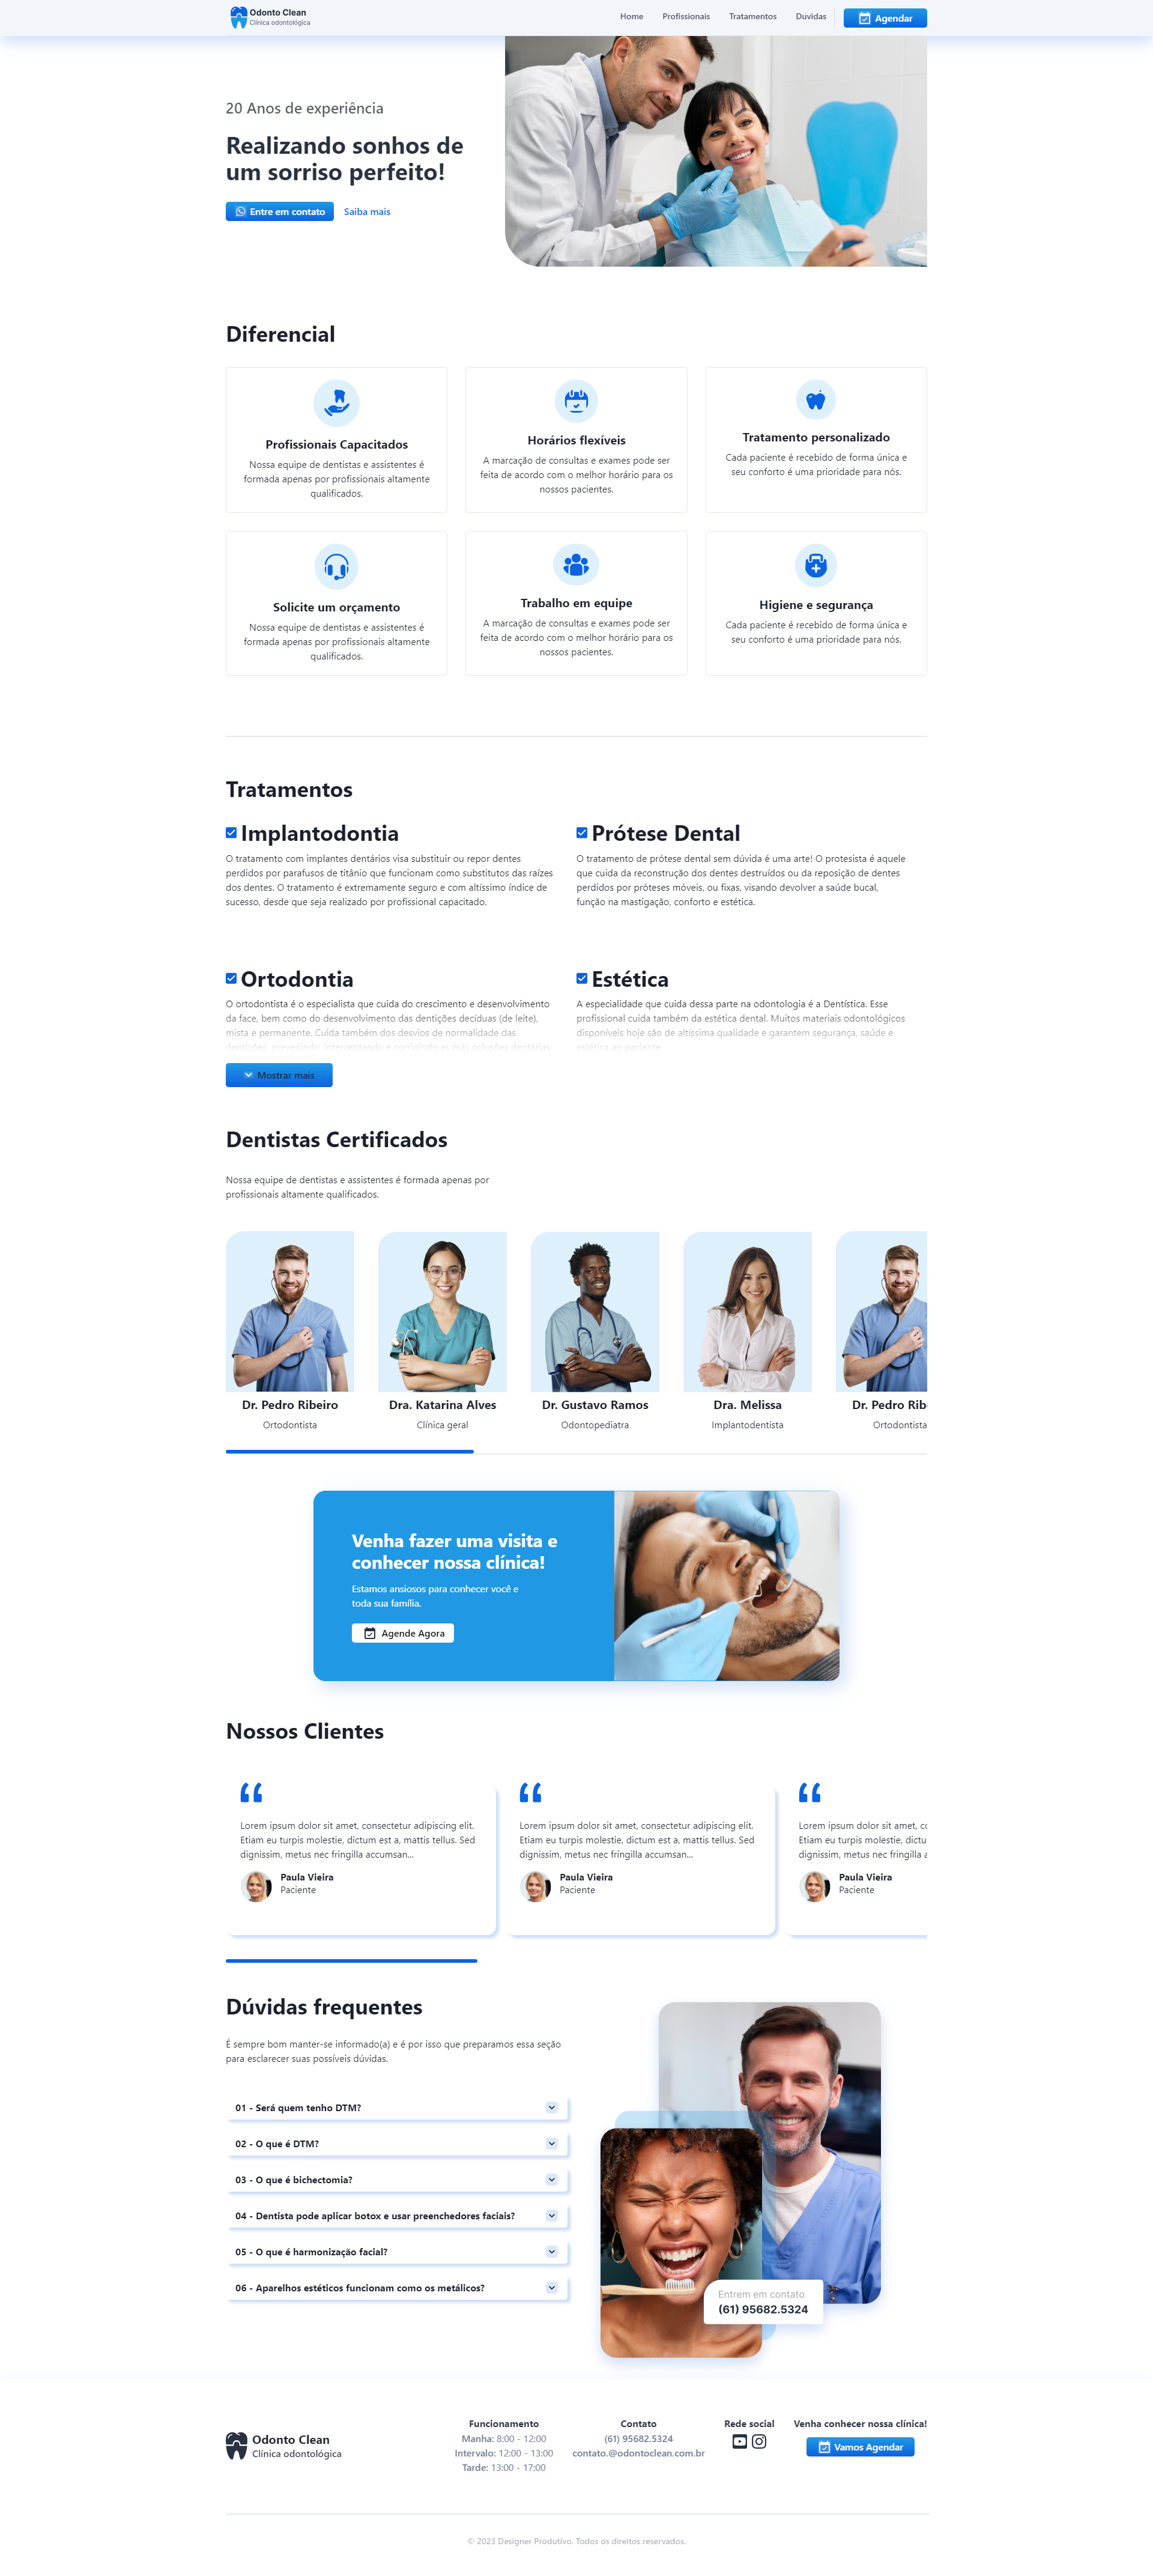 Odonto Clean
Clínica odontológica
Home
Profissionais
Tratamentos
Duvidas
Agendar
20 Anos de experiência
Realizando sonhos de
um sorriso perfeito!
Entre em contato
Saiba mais
Diferencial
Profissionais Capacitados
Nossa equipe de dentistas e assistentes é
formada apenas por profissionais altamente
qualificados.
Horários flexíveis
A marcação de consultas e exames pode ser
feita de acordo com o melhor horário para os
nossos pacientes.
Tratamento personalizado
Cada paciente é recebido de forma única e
seu conforto é uma prioridade para nós.
Solicite um orçamento
Nossa equipe de dentistas e assistentes é
formada apenas por profissionais altamente
qualificados.
Trabalho em equipe
A marcação de consultas e exames pode ser
feita de acordo com o melhor horário para os
nossos pacientes.
Higiene e segurança
Cada paciente é recebido de forma única e
seu conforto é uma prioridade para nós.
Tratamentos
Implantodontia
O tratamento com implantes dentários visa substituir ou repor dentes
perdidos por parafusos de titânio que funcionam como substitutos das raízes
dos dentes. O tratamento é extremamente seguro e com altíssimo índice de
sucesso, desde que seja realizado por profissional capacitado.
Prótese Dental
O tratamento de prótese dental sem dúvida é uma arte! O protesista é aquele
que cuida da reconstrução dos dentes destruídos ou da reposição de dentes
perdidos por próteses móveis, ou fixas, visando devolver a saúde bucal,
função na mastigação, conforto e estética.
Ortodontia
O ortodontista é o especialista que cuida do crescimento e desenvolvimento
da face, bem como do desenvolvimento das dentições decíduas (de leite),
mista e permanente. Cuida também dos desvios de normalidade das
dentições, prevenindo, interceptando e corrigindo as más oclusões dentárias.
Estética
A especialidade que cuida dessa parte na odontologia é a Dentística. Esse
profissional cuida também da estética dental. Muitos materiais odontológicos
disponíveis hoje são de altíssima qualidade e garantem segurança, saúde e
estética ao paciente.
Mostrar mais
Dentistas Certificados
Nossa equipe de dentistas e assistentes é formada apenas por
profissionais altamente qualificados.
Dr. Pedro Ribeiro
Ortodontista
Dra. Katarina Alves
Clínica geral
Dr. Gustavo Ramos
Odontopediatra
Dra. Melissa
Implantodentista
Dr. Pedro Rib
Ortodontista
Venha fazer uma visita e
conhecer nossa clínica!
Estamos ansiosos para conhecer você e
toda sua família.
Agende Agora
Nossos Clientes
Lorem ipsum dolor sit amet, consectetur adipiscing elit.
Etiam eu turpis molestie, dictum est a, mattis tellus. Sed
dignissim, metus nec fringilla accumsan...
Paula Vieira
Paciente
Lorem ipsum dolor sit amet, consectetur adipiscing elit.
Etiam eu turpis molestie, dictum est a, mattis tellus. Sed
dignissim, metus nec fringilla accumsan...
Paula Vieira
Paciente
Lorem ipsum dolor sit amet, c
Etiam eu turpis molestie, dictu
dignissim, metus nec fringilla a
Paula Vieira
Paciente
Dúvidas frequentes
É sempre bom manter-se informado(a) e é por isso que preparamos essa seção
para esclarecer suas possíveis dúvidas.
01 - Será quem tenho DTM?
02 - O que é DTM?
03 - O que é bichectomia?
04 - Dentista pode aplicar botox e usar preenchedores faciais?
05 - O que é harmonização facial?
06 - Aparelhos estéticos funcionam como os metálicos?
Entrem em contato
(61) 95682.5324
Odonto Clean
Clínica odontológica
Funcionamento
Manha: 8:00 - 12:00
Intervalo: 12:00 - 13:00
Tarde: 13:00 - 17:00
Contato
(61) 95682.5324
contato.@odontoclean.com.br
Rede social
Venha conhecer nossa clínica!
Vamos Agendar
© 2023 Designer Produtivo. Todos os direitos reservados.